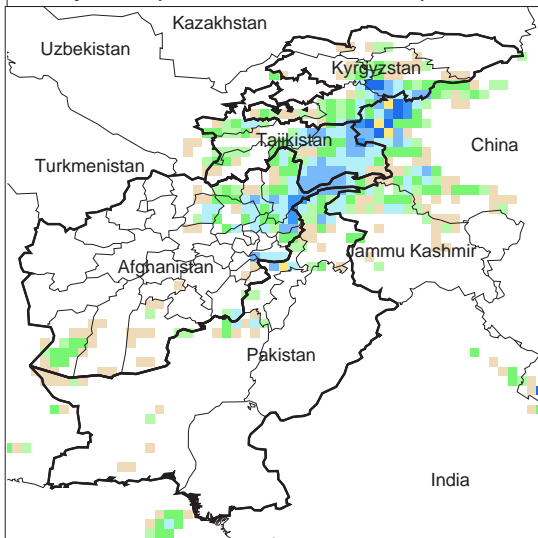 Kazakhstan
Uzbekistan
Kyrgyzstan
Tajikistan
China
Turkmenistan
Jammu Kashmir
Afghanistan
Pakistan
India